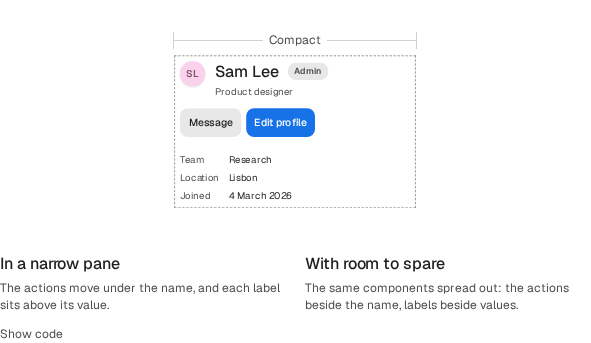 Compact
SL
Sam Lee
Admin
Product designer
Message
Edit profile
Team Research
Location Lisbon
Joined 4 March 2026
In a narrow pane
The actions move under the name, and each label
sits above its value.
Show code
With room to spare
The same components spread out: the actions
beside the name, labels beside values.